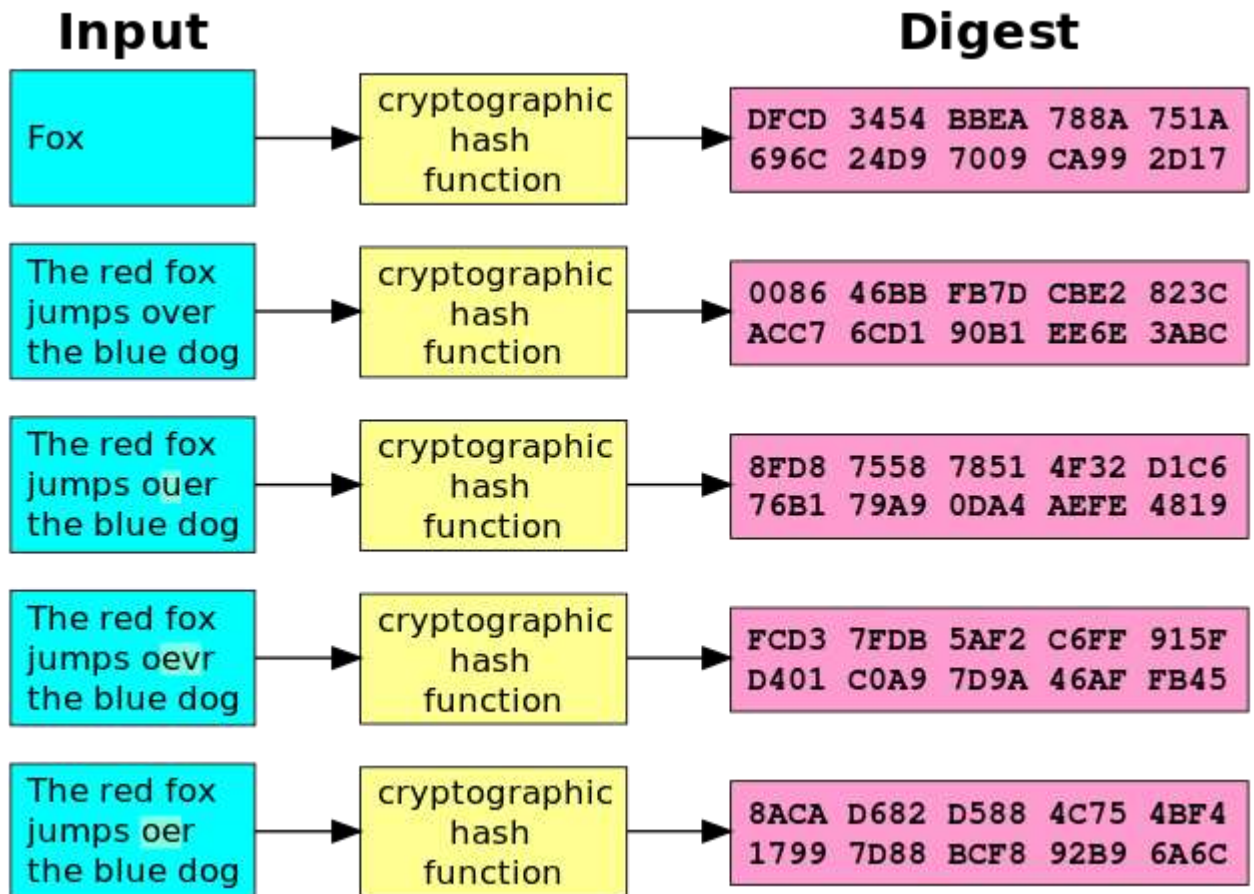 Input
Digest
Fox
cryptographic
hash
function
DFCD 3454 BBEA 788A 751A
696C 24D9 7009 CA99 2D17
The red fox
jumps over
the blue dog
cryptographic
hash
function
0086 46BB FB7D CBE2 823C
ACC7 6CD1 90B1 EE6E 3ABC
The red fox
jumps ouer
the blue dog
cryptographic
hash
function
8FD8 7558 7851 4F32 D1C6
76B1 79A9 0DA4 AEFE 4819
The red fox
jumps oevr
the blue dog
cryptographic
hash
function
FCD3 7FDB 5AF2 C6FF 915F
D401 C0A9 7D9A 46AF FB45
The red fox
jumps oer
the blue dog
cryptographic
hash
function
8ACA D682 D588 4C75 4BF4
1799 7D88 BCF8 92B9 6A6C